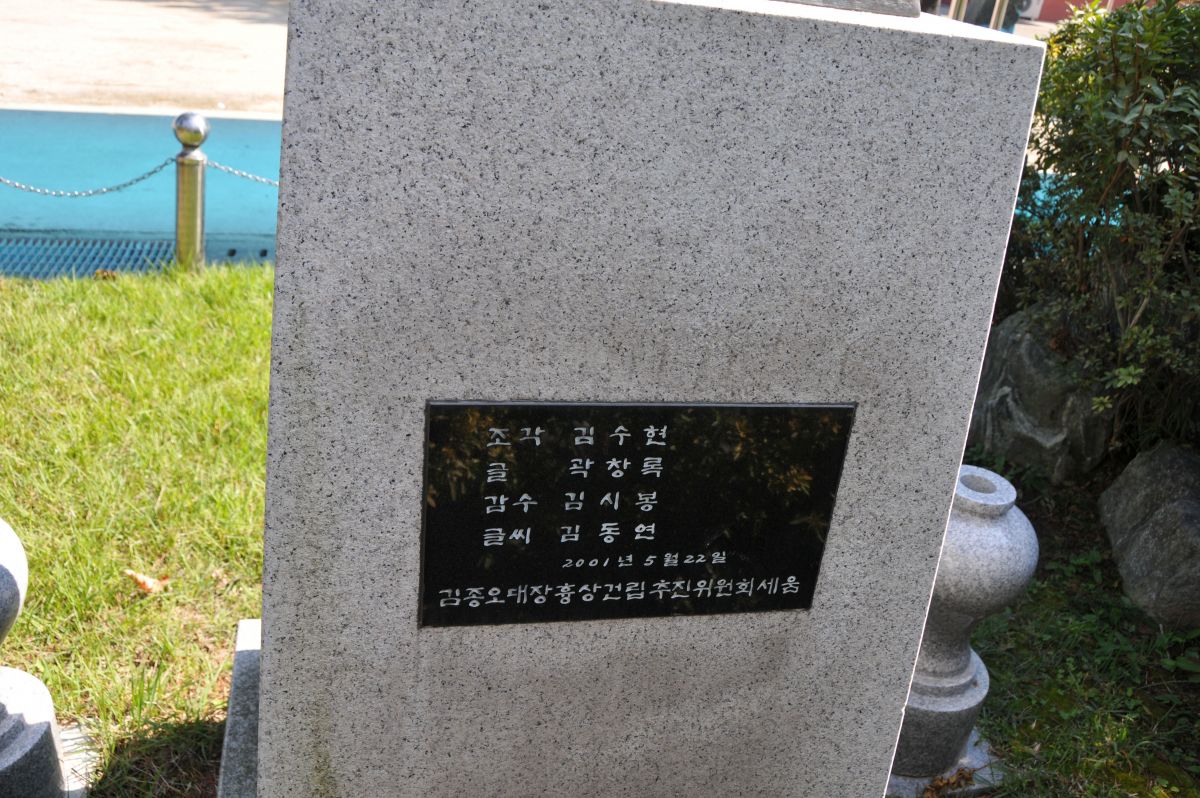 조각 김수현
글 곽창록
감수 김시봉
글씨 김동연
2001년 5월 22일
김종오대장흉상건립추진위원회세움